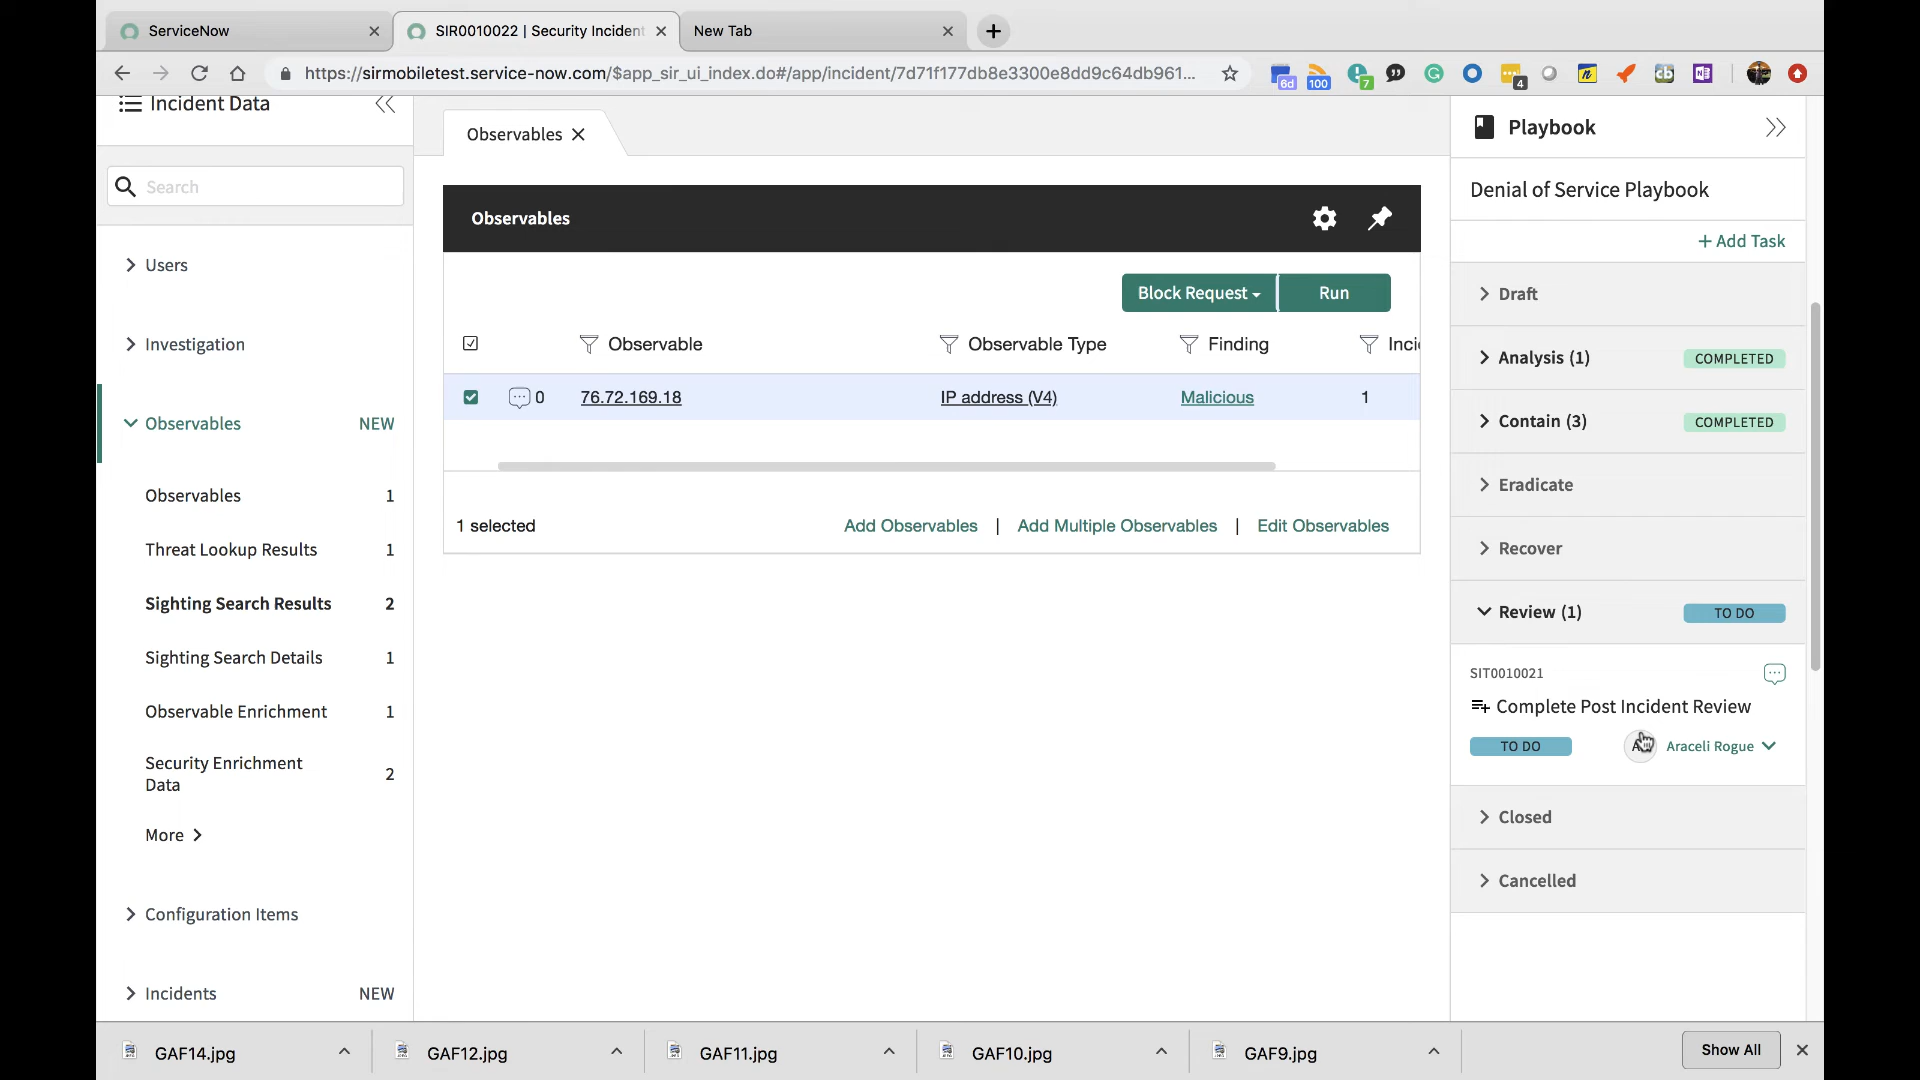 ServiceNow
SIR0010022 | Security Incident
New Tab
https://sirmobiletest.service-now.com/$app_sir_ui_index.do#/app/incident/7d71f177db8e3300e8dd9c64db961...
6d
100
7
4
Incident Data
Search
Users
Investigation
Observables NEW
Observables 1
Threat Lookup Results 1
Sighting Search Results 2
Sighting Search Details 1
Observable Enrichment 1
Security Enrichment
Data 2
More
Configuration Items
Incidents NEW
Observables
Observables
Block Request Run
Observable Observable Type Finding Inci
0 76.72.169.18 IP address (V4) Malicious 1
1 selected Add Observables | Add Multiple Observables | Edit Observables
Playbook
Denial of Service Playbook
+ Add Task
Draft
Analysis (1) COMPLETED
Contain (3) COMPLETED
Eradicate
Recover
Review (1) TO DO
SIT0010021
Complete Post Incident Review
TO DO Araceli Rogue
Closed
Cancelled
GAF14.jpg GAF12.jpg GAF11.jpg GAF10.jpg GAF9.jpg Show All